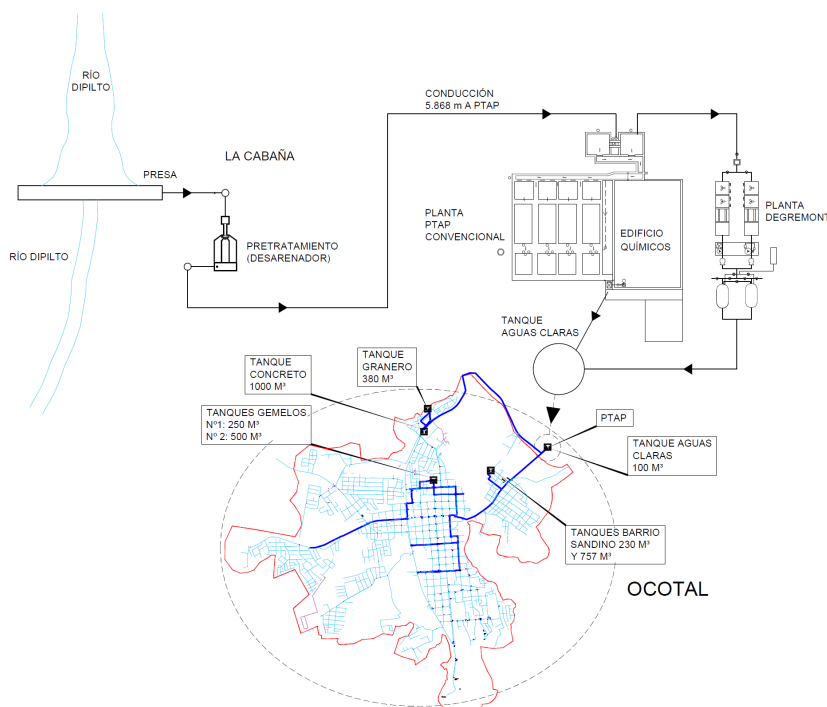 RÍO
DIPILTO
CONDUCCIÓN
5.868 m A PTAP
LA CABAÑA
PRESA
PRETRATAMIENTO
(DESARENADOR)
RÍO DIPILTO
PLANTA
PTAP
CONVENCIONAL
EDIFICIO
QUÍMICOS
PLANTA
DEGREMONT
TANQUE
AGUAS CLARAS
TANQUE
CONCRETO
1000 M³
TANQUE
GRANERO
380 M³
TANQUES GEMELOS.
Nº1: 250 M³
Nº 2: 500 M³
PTAP
TANQUE AGUAS
CLARAS
100 M³
TANQUES BARRIO
SANDINO 230 M³
Y 757 M³
OCOTAL